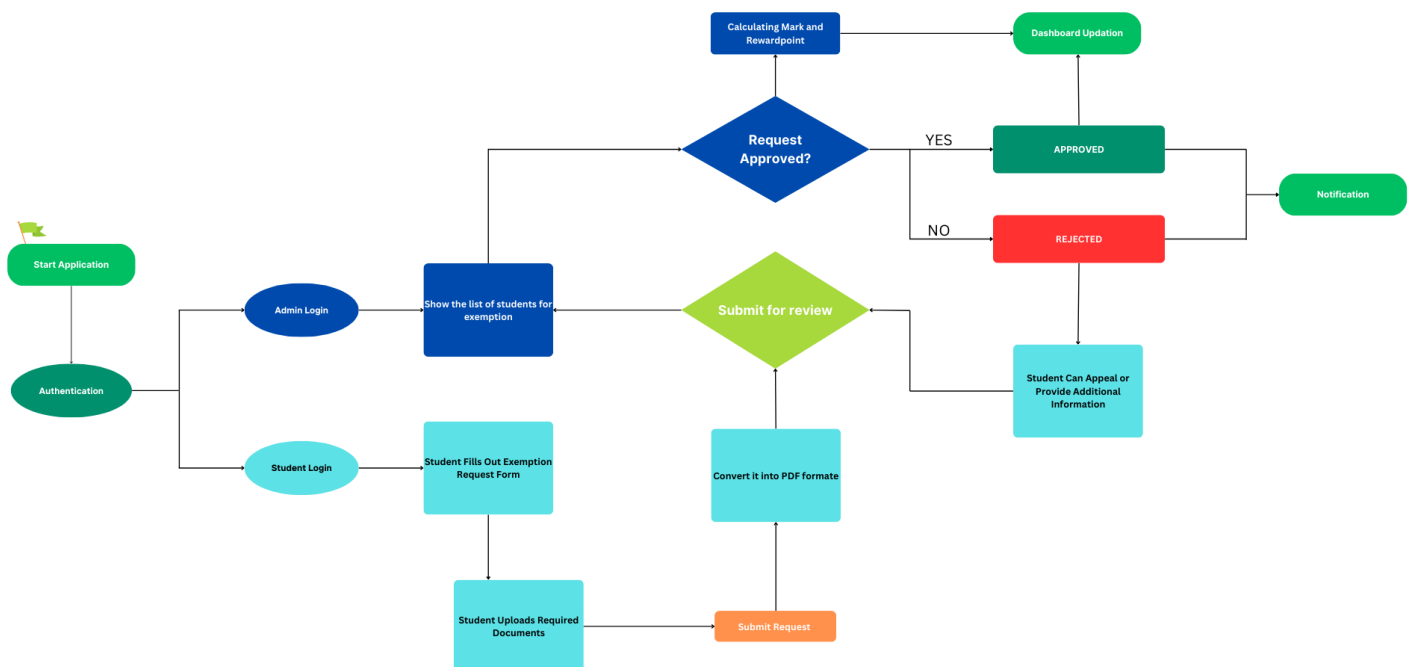 Calculating Mark and
Rewardpoint
Dashboard Updation
Request
Approved?
YES
APPROVED
Notification
NO
REJECTED
Start Application
Admin Login
Show the list of students for
exemption
Submit for review
Authentication
Student Can Appeal or
Provide Additional
Information
Student Login
Student Fills Out Exemption
Request Form
Convert it into PDF formate
Student Uploads Required
Documents
Submit Request